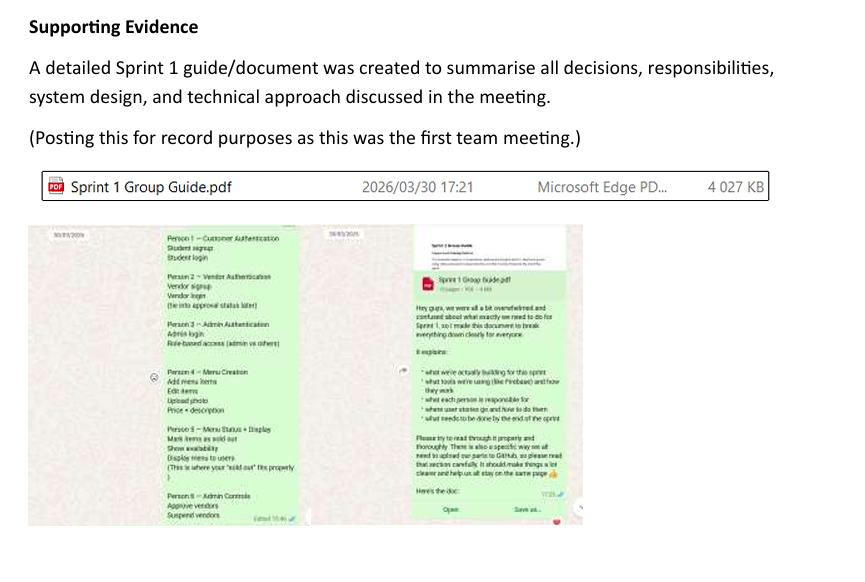 Supporting Evidence
A detailed Sprint 1 guide/document was created to summarise all decisions, responsibilities,
system design, and technical approach discussed in the meeting.
(Posting this for record purposes as this was the first team meeting.)
PDF Sprint 1 Group Guide.pdf 2026/03/30 17:21 Microsoft Edge PD... 4 027 KB
30/03/2026
Person 1 – Customer Authentication
Student signup
Student login
Person 2 – Vendor Authentication
Vendor signup
Vendor login
(tie into approval status later)
Person 3 – Admin Authentication
Admin login
Role-based access (admin vs others)
Person 4 – Menu Creation
Add menu items
Edit items
Upload photo
Price + description
Person 5 – Menu Status + Display
Mark items as sold out
Show availability
Display menu to users
(This is where your "sold out" fits properly
)
Person 6 – Admin Controls
Approve vendors
Suspend vendors
Edited
30/03/2026
Sprint 1 Group Guide
Sprint 1 Group Guide.pdf
Hey guys, we were all a bit overwhelmed and
confused about what exactly we need to do for
Sprint 1, so I made this document to break
everything down clearly for everyone.
It explains:
* what we're actually building for this sprint
* what tools we're using (like Firebase) and how
they work
* what each person is responsible for
* where user stories go and how to do them
* what needs to be done by the end of the sprint
Please try to read through it properly and
thoroughly. There is also a specific way we all
need to upload our parts to GitHub, so please read
that section carefully. It should make things a lot
clearer and help us all stay on the same page 👍
Here's the doc:
Open Save as...